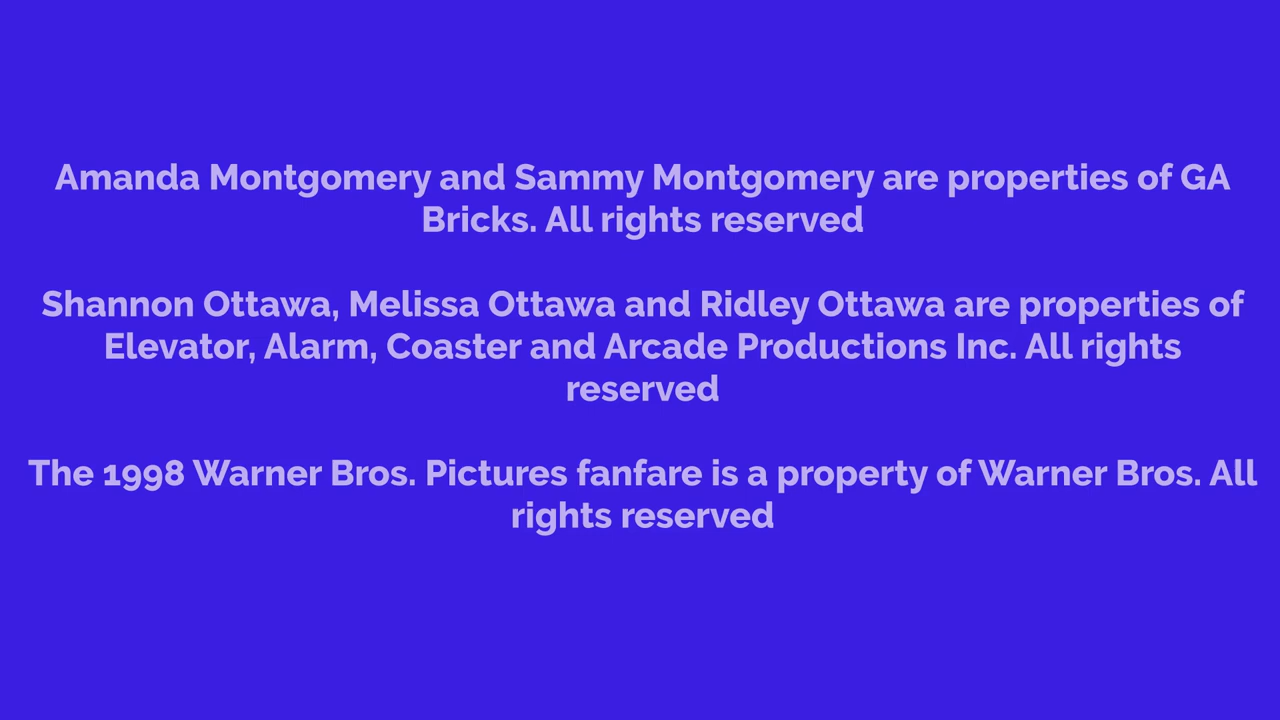 Amanda Montgomery and Sammy Montgomery are properties of GA
Bricks. All rights reserved
Shannon Ottawa, Melissa Ottawa and Ridley Ottawa are properties of
Elevator, Alarm, Coaster and Arcade Productions Inc. All rights
reserved
The 1998 Warner Bros. Pictures fanfare is a property of Warner Bros. All
rights reserved